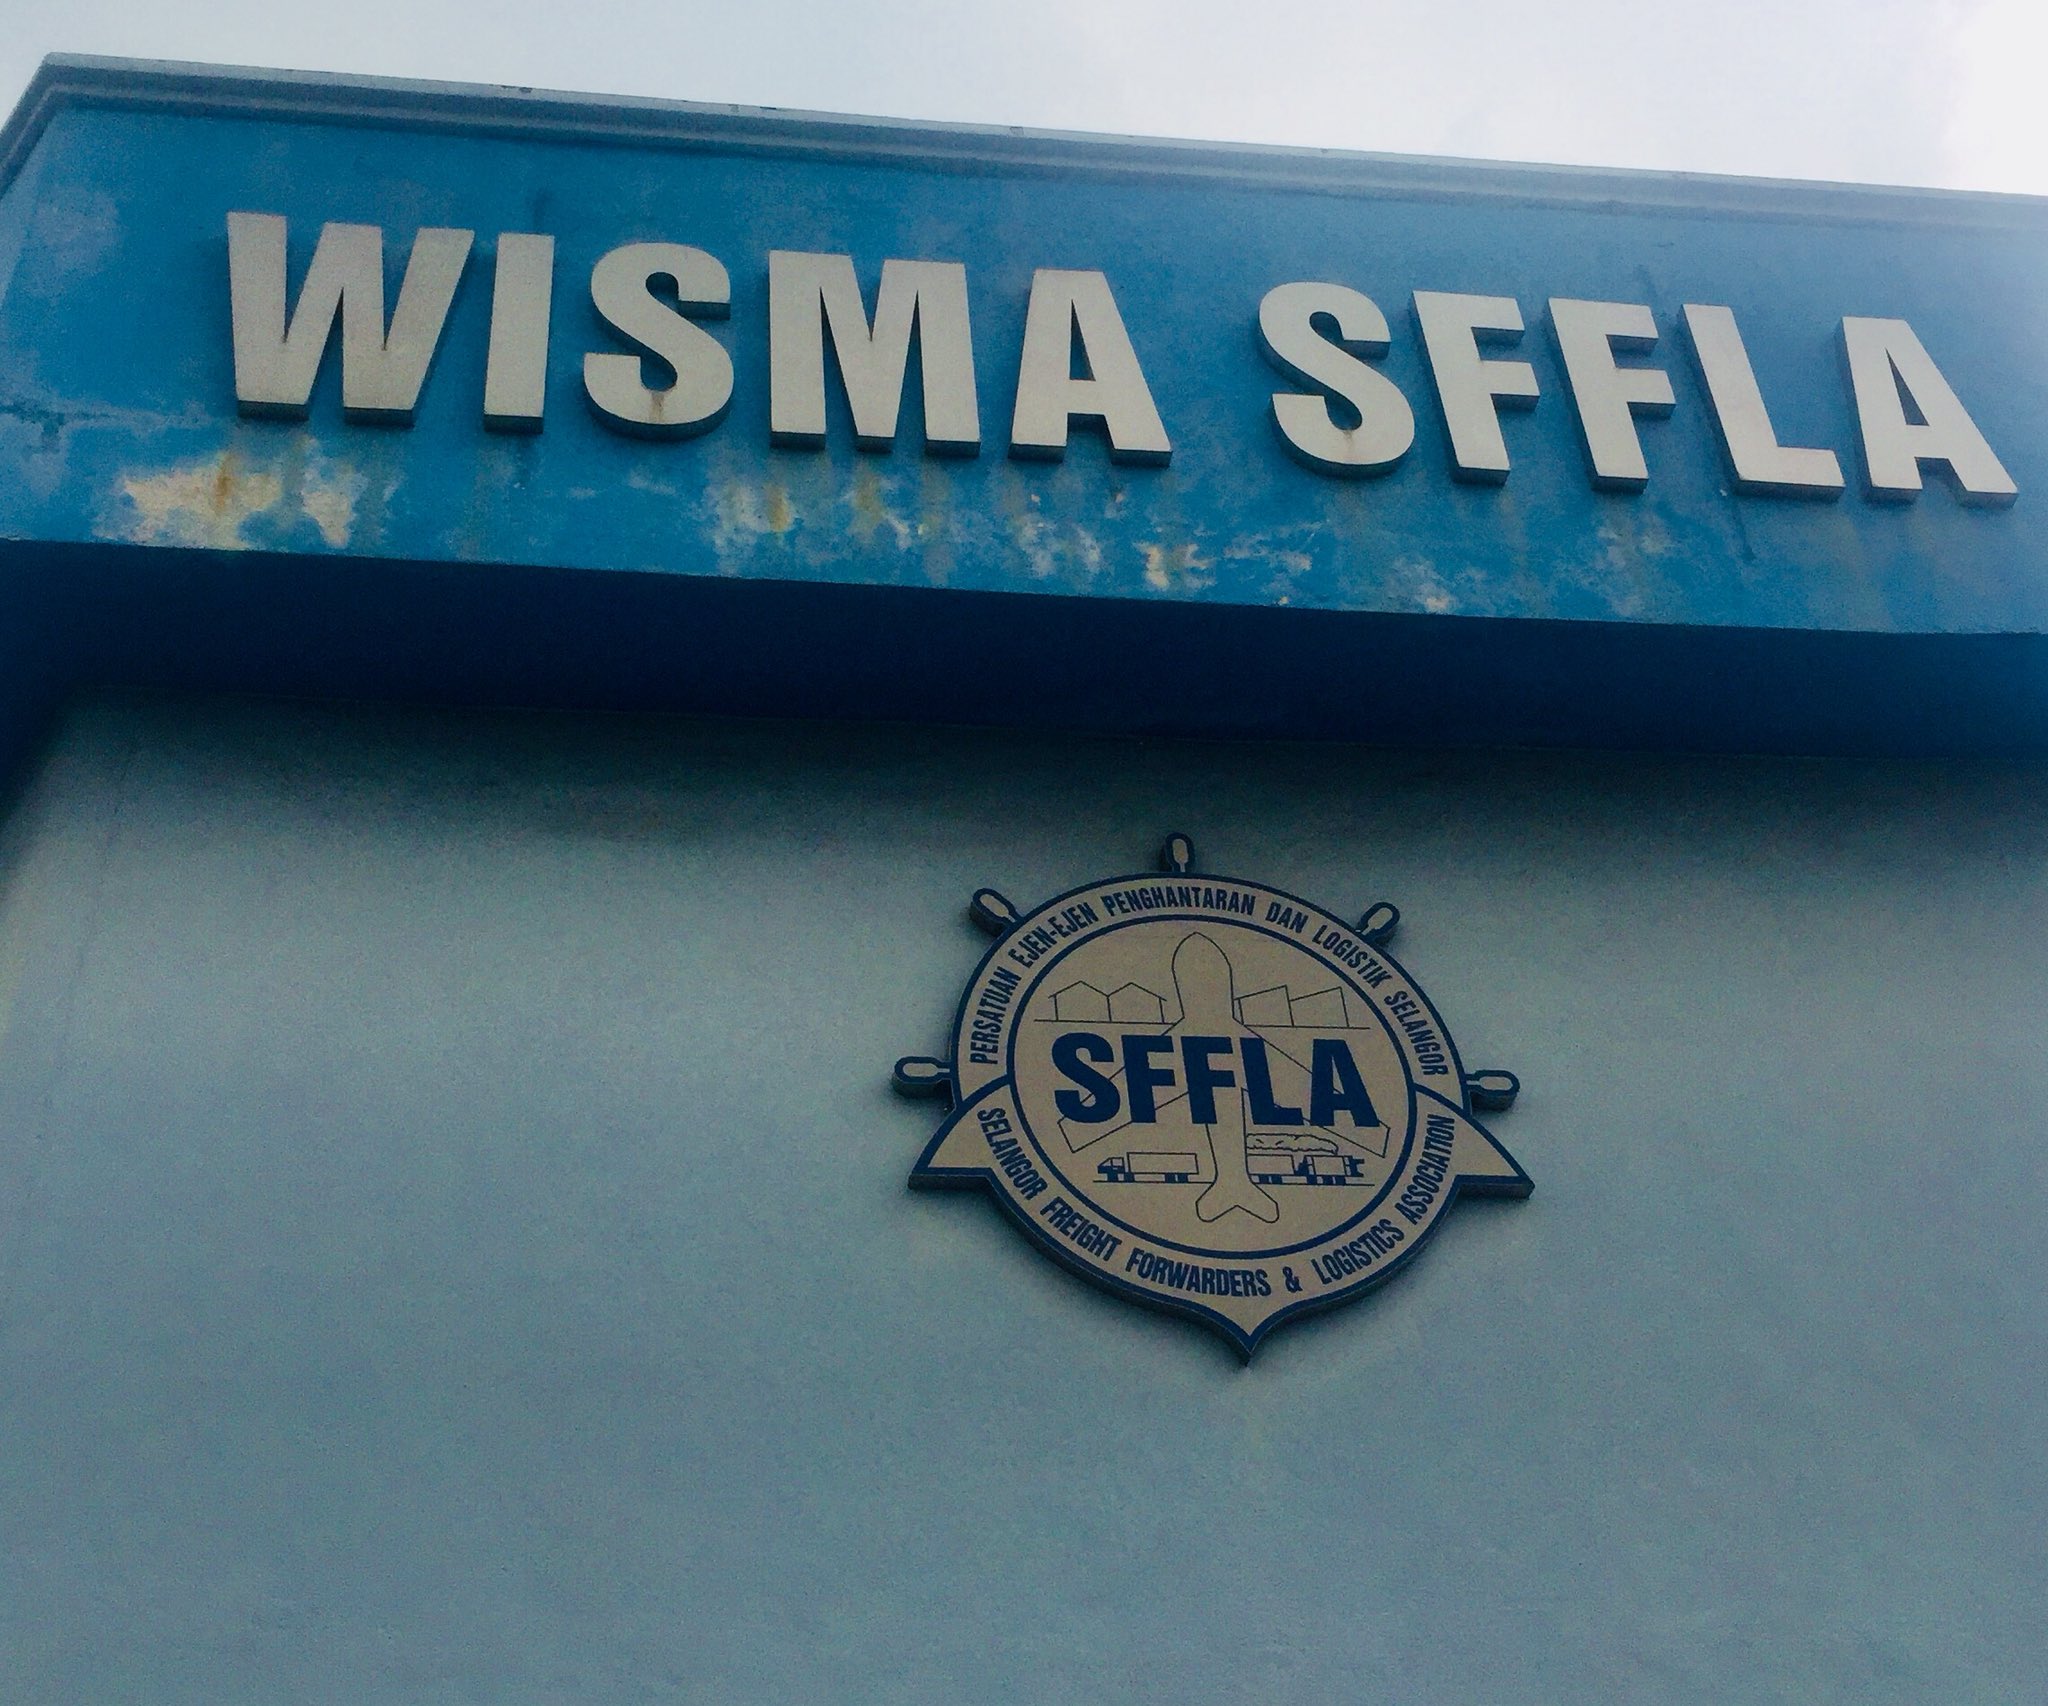 WISMA SFFLA
PERSATUAN EJEN-EJEN PENGHANTARAN DAN LOGISTIK SELANGOR
SFFLA
SELANGOR FREIGHT FORWARDERS & LOGISTICS ASSOCIATION